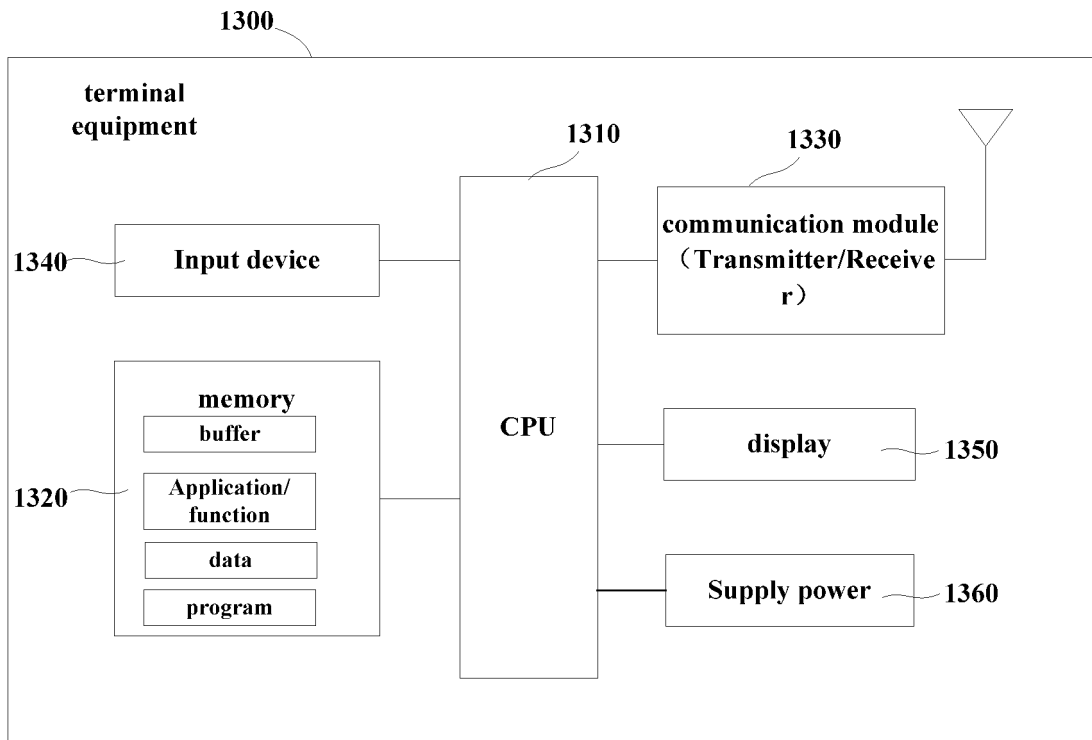 1300
terminal
equipment
1310
1330
communication module
（Transmitter/Receive
r）
1340
Input device
memory
buffer
Application/
function
data
program
1320
CPU
display
1350
Supply power
1360